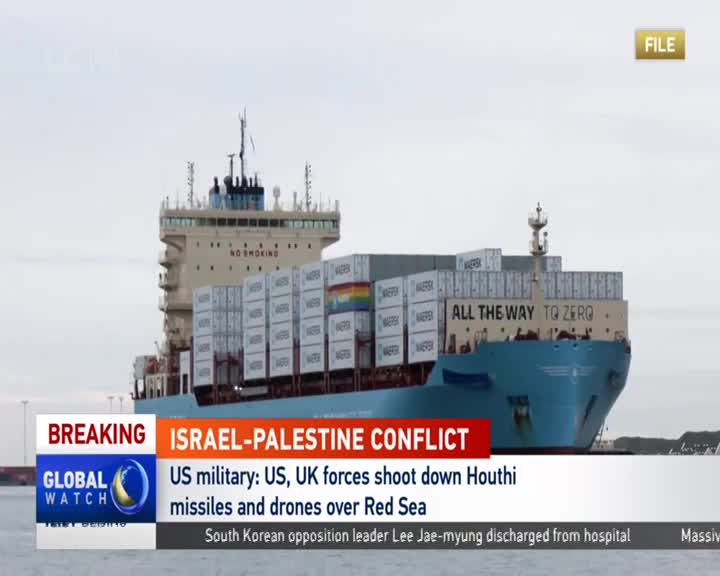 FILE
NO SMOKING
MAERSK
ALL THE WAY TO ZERO
BREAKING
ISRAEL-PALESTINE CONFLICT
GLOBAL WATCH
US military: US, UK forces shoot down Houthi
missiles and drones over Red Sea
BEIJING
South Korean opposition leader Lee Jae-myung discharged from hospital
Massiv